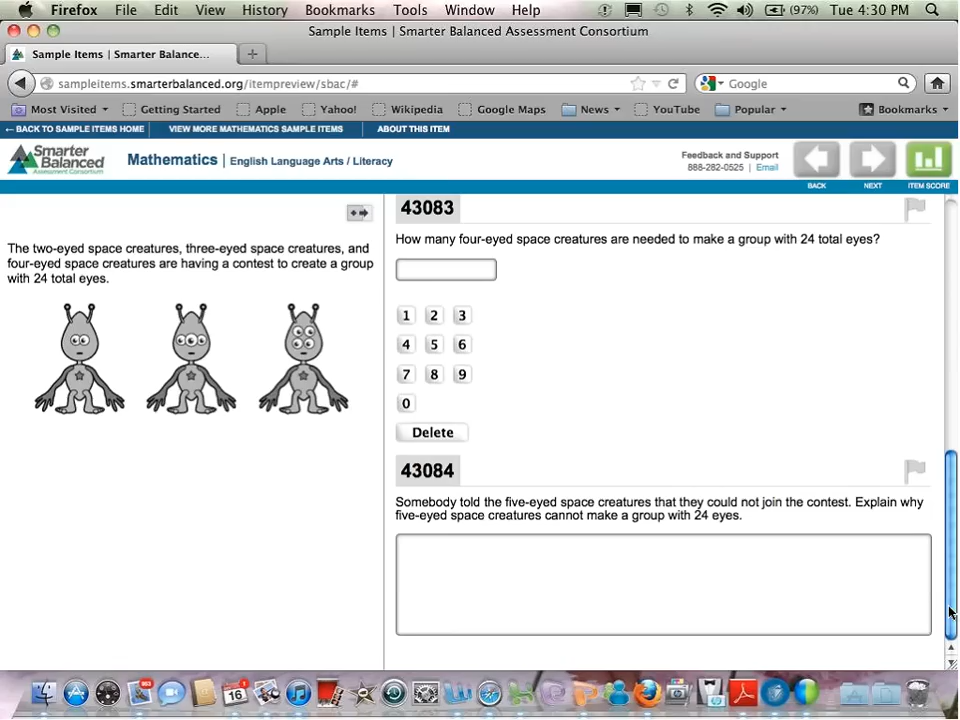 Firefox File Edit View History Bookmarks Tools Window Help (97%) Tue 4:30 PM
Sample Items | Smarter Balanced Assessment Consortium
Sample Items | Smarter Balance...
sampleitems.smarterbalanced.org/itempreview/sbac/# Google
Most Visited Getting Started Apple Yahoo! Wikipedia Google Maps News YouTube Popular Bookmarks
← BACK TO SAMPLE ITEMS HOME VIEW MORE MATHEMATICS SAMPLE ITEMS ABOUT THIS ITEM
Smarter
Balanced
Assessment Consortium
Mathematics | English Language Arts / Literacy
Feedback and Support
888-282-0525 | Email
BACK NEXT ITEM SCORE
The two-eyed space creatures, three-eyed space creatures, and
four-eyed space creatures are having a contest to create a group
with 24 total eyes.
43083
How many four-eyed space creatures are needed to make a group with 24 total eyes?
1 2 3
4 5 6
7 8 9
0
Delete
43084
Somebody told the five-eyed space creatures that they could not join the contest. Explain why
five-eyed space creatures cannot make a group with 24 eyes.